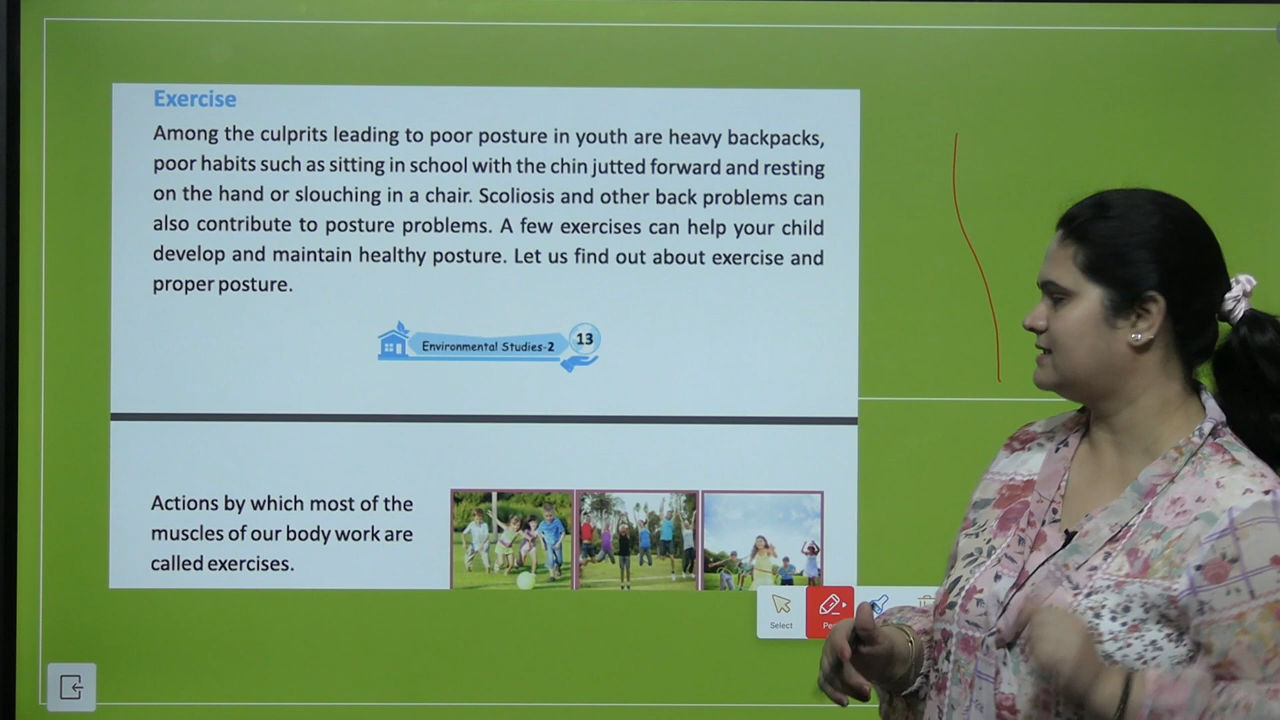 Exercise
Among the culprits leading to poor posture in youth are heavy backpacks,
poor habits such as sitting in school with the chin jutted forward and resting
on the hand or slouching in a chair. Scoliosis and other back problems can
also contribute to posture problems. A few exercises can help your child
develop and maintain healthy posture. Let us find out about exercise and
proper posture.
Environmental Studies-2 13
Actions by which most of the
muscles of our body work are
called exercises.
Select